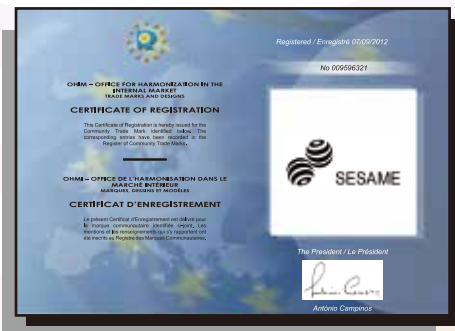 OHIM – OFFICE FOR HARMONIZATION IN THE
INTERNAL MARKET
TRADE MARKS AND DESIGNS
CERTIFICATE OF REGISTRATION
This Certificate of Registration is hereby issued for the
Community Trade Mark identified below. The
corresponding entries have been recorded in the
Register of Community Trade Marks.
OHMI – OFFICE DE L'HARMONISATION DANS LE
MARCHÉ INTÉRIEUR
MARQUES, DESSINS ET MODÈLES
CERTIFICAT D'ENREGISTREMENT
Le présent Certificat d'Enregistrement est délivré pour
la marque communautaire identifiée ci-joint. Les
mentions et les renseignements qui s'y rapportent ont
été inscrits au Registre des Marques Communautaires.
Registered / Enregistré 07/09/2012
No 009596321
SESAME
The President / Le Président
António Campinos